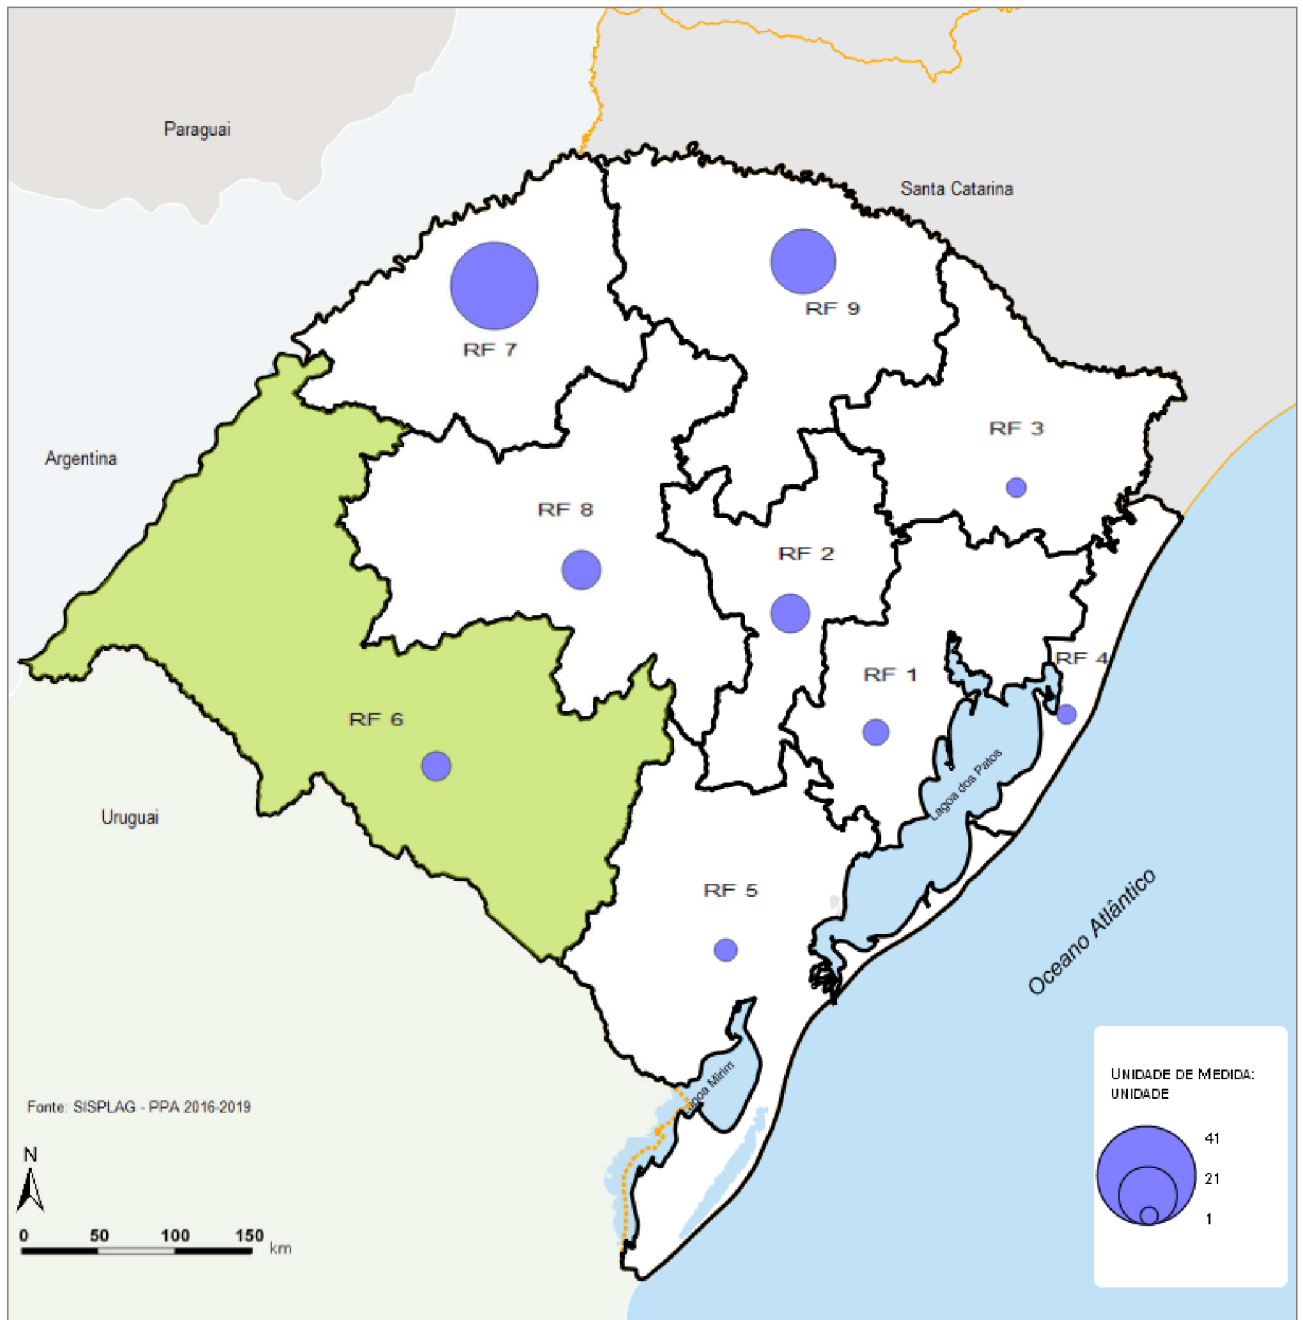 Paraguai
Santa Catarina
RF 9
RF 7
RF 3
Argentina
RF 8
RF 2
RF 4
RF 1
RF 6
Lagoa dos Patos
Uruguai
RF 5
Oceano Atlântico
UNIDADE DE MEDIDA:
UNIDADE
Lagoa Mirim
Fonte: SISPLAG - PPA 2016-2019
41
21
1
N
0 50 100 150
km